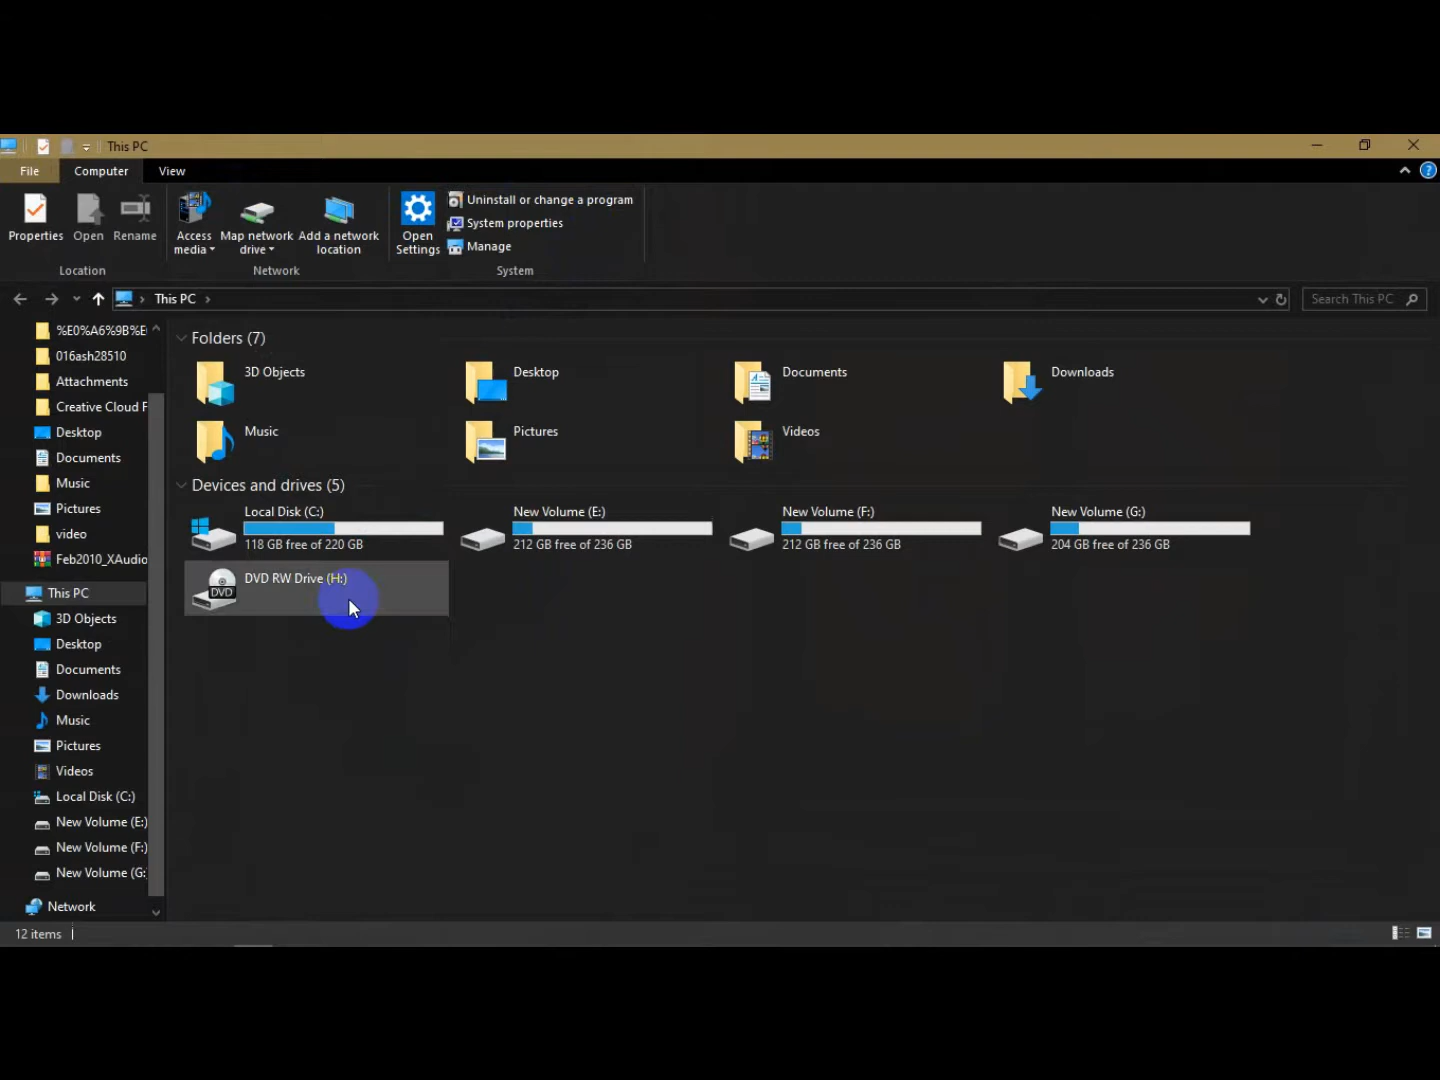 This PC
File Computer View
Properties Open Rename
Location
Access media
Map network drive
Add a network location
Network
Open Settings
Uninstall or change a program
System properties
Manage
System
This PC
Search This PC
%E0%A6%9B%E
016ash28510
Attachments
Creative Cloud F
Desktop
Documents
Music
Pictures
video
Feb2010_XAudio
This PC
3D Objects
Desktop
Documents
Downloads
Music
Pictures
Videos
Local Disk (C:)
New Volume (E:)
New Volume (F:)
New Volume (G:
Network
Folders (7)
3D Objects
Desktop
Documents
Downloads
Music
Pictures
Videos
Devices and drives (5)
Local Disk (C:)
118 GB free of 220 GB
New Volume (E:)
212 GB free of 236 GB
New Volume (F:)
212 GB free of 236 GB
New Volume (G:)
204 GB free of 236 GB
DVD
DVD RW Drive (H:)
12 items